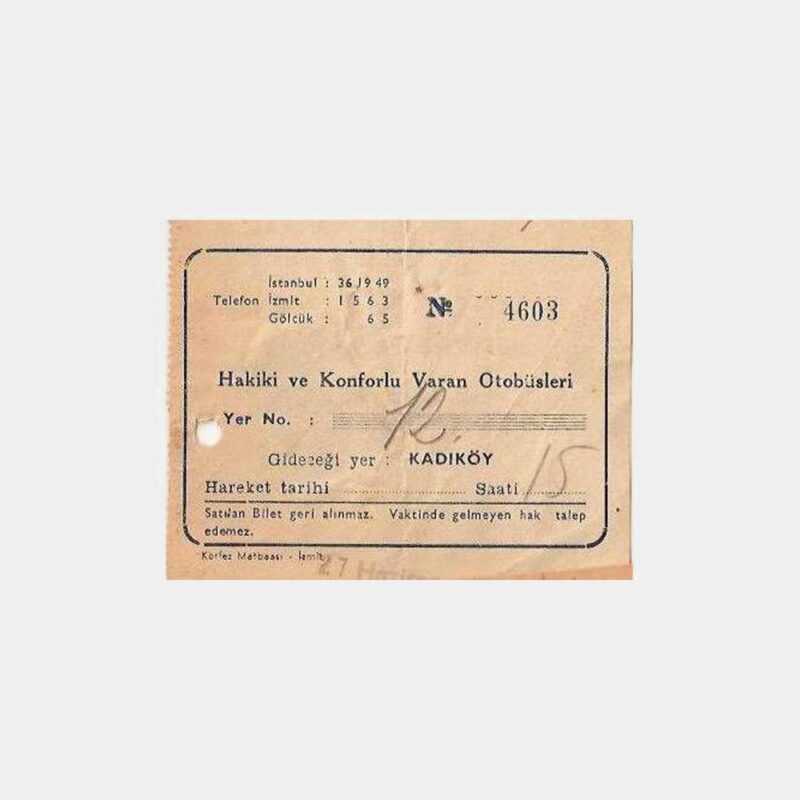 İstanbul : 36 19 49
Telefon İzmit : 1 5 6 3
Gölcük : 6 5
№ 4603
Hakiki ve Konforlu Varan Otobüsleri
Yer No. : 12.
Gideceği yer : KADIKÖY
Hareket tarihi Saati 15
Satılan Bilet geri alınmaz. Vaktinde gelmeyen hak talep
edemez.
Körfez Matbaası - İzmit
27